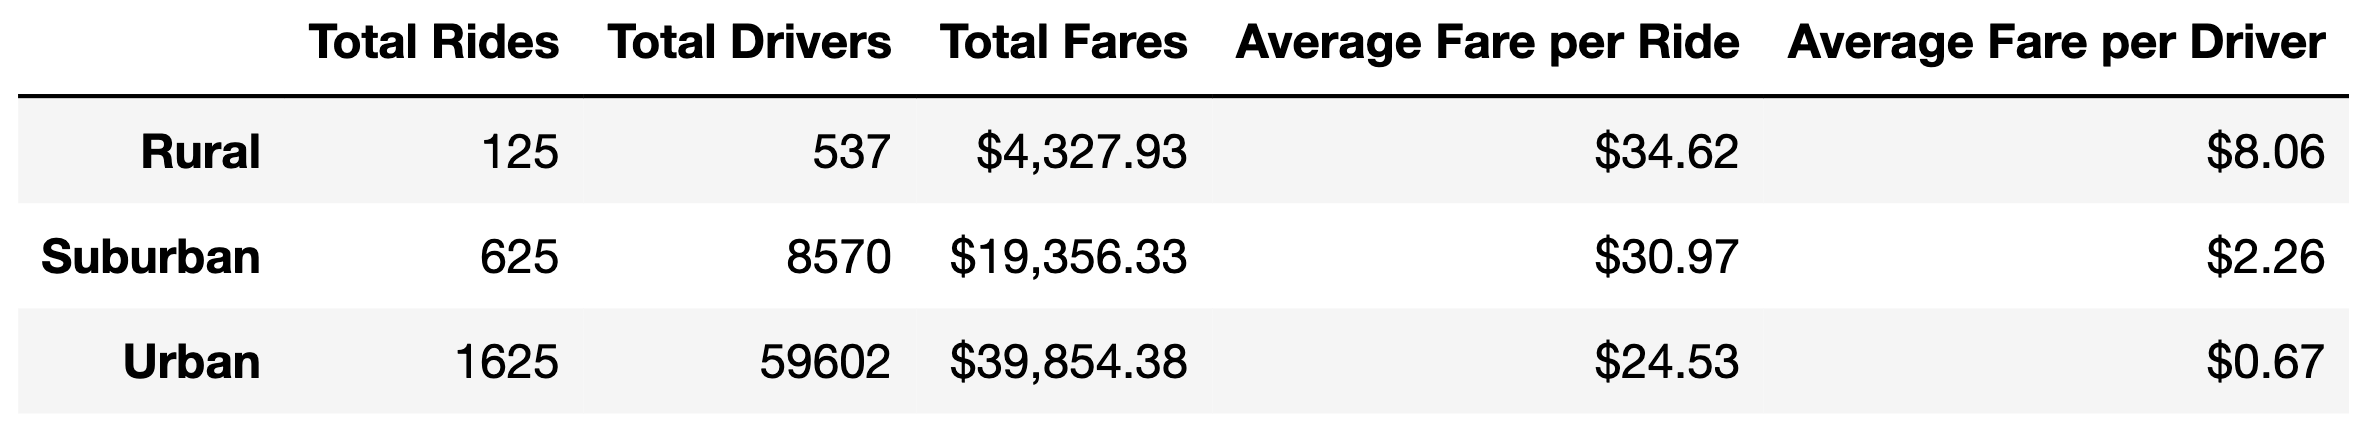 Total Rides Total Drivers Total Fares Average Fare per Ride Average Fare per Driver
Rural 125 537 $4,327.93 $34.62 $8.06
Suburban 625 8570 $19,356.33 $30.97 $2.26
Urban 1625 59602 $39,854.38 $24.53 $0.67